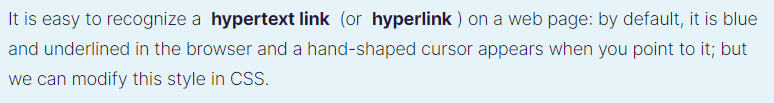 It is easy to recognize a hypertext link (or hyperlink ) on a web page: by default, it is blue
and underlined in the browser and a hand-shaped cursor appears when you point to it; but
we can modify this style in CSS.